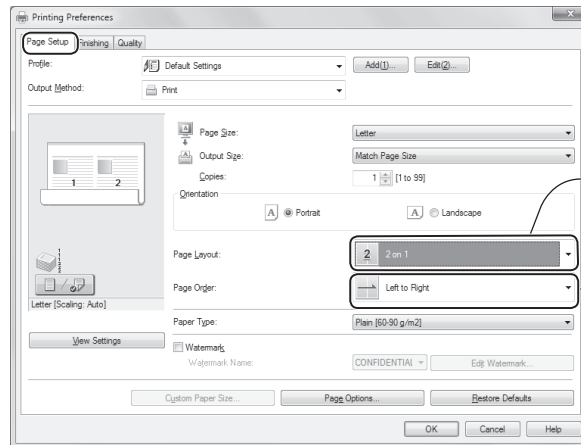 Printing Preferences
Page Setup Finishing Quality
Profile: Default Settings Add(1)... Edit(2)...
Output Method: Print
Page Size: Letter
Output Size: Match Page Size
Copies: 1 [1 to 99]
Orientation
A Portrait A Landscape
1 2
Page Layout: 2 2 on 1
Page Order: Left to Right
Letter [Scaling: Auto]
Paper Type: Plain [60-90 g/m2]
View Settings
Watermark
Watermark Name: CONFIDENTIAL Edit Watermark...
Custom Paper Size... Page Options... Restore Defaults
OK Cancel Help